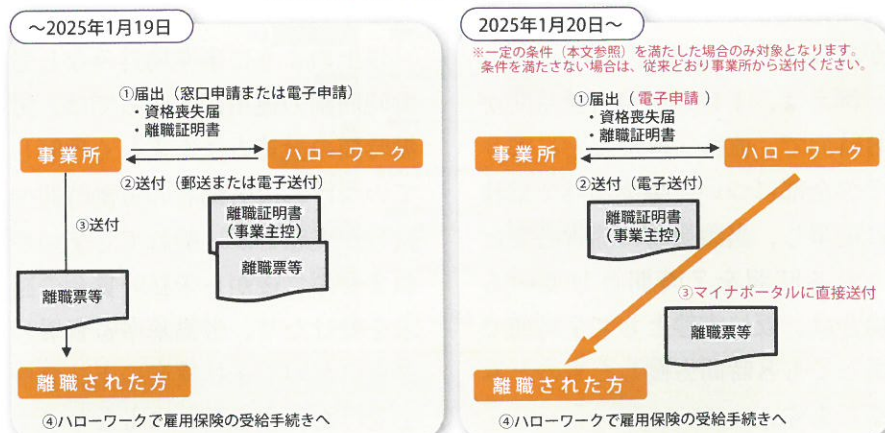 ～2025年1月19日
①届出（窓口申請または電子申請）
・資格喪失届
・離職証明書
事業所
ハローワーク
②送付（郵送または電子送付）
離職証明書
（事業主控）
離職票等
③送付
離職票等
離職された方
④ハローワークで雇用保険の受給手続きへ
2025年1月20日～
※一定の条件（本文参照）を満たした場合のみ対象となります。
条件を満たさない場合は、従来どおり事業所から送付ください。
①届出（電子申請）
・資格喪失届
・離職証明書
事業所
ハローワーク
②送付（電子送付）
離職証明書
（事業主控）
③マイナポータルに直接送付
離職票等
離職された方
④ハローワークで雇用保険の受給手続きへ